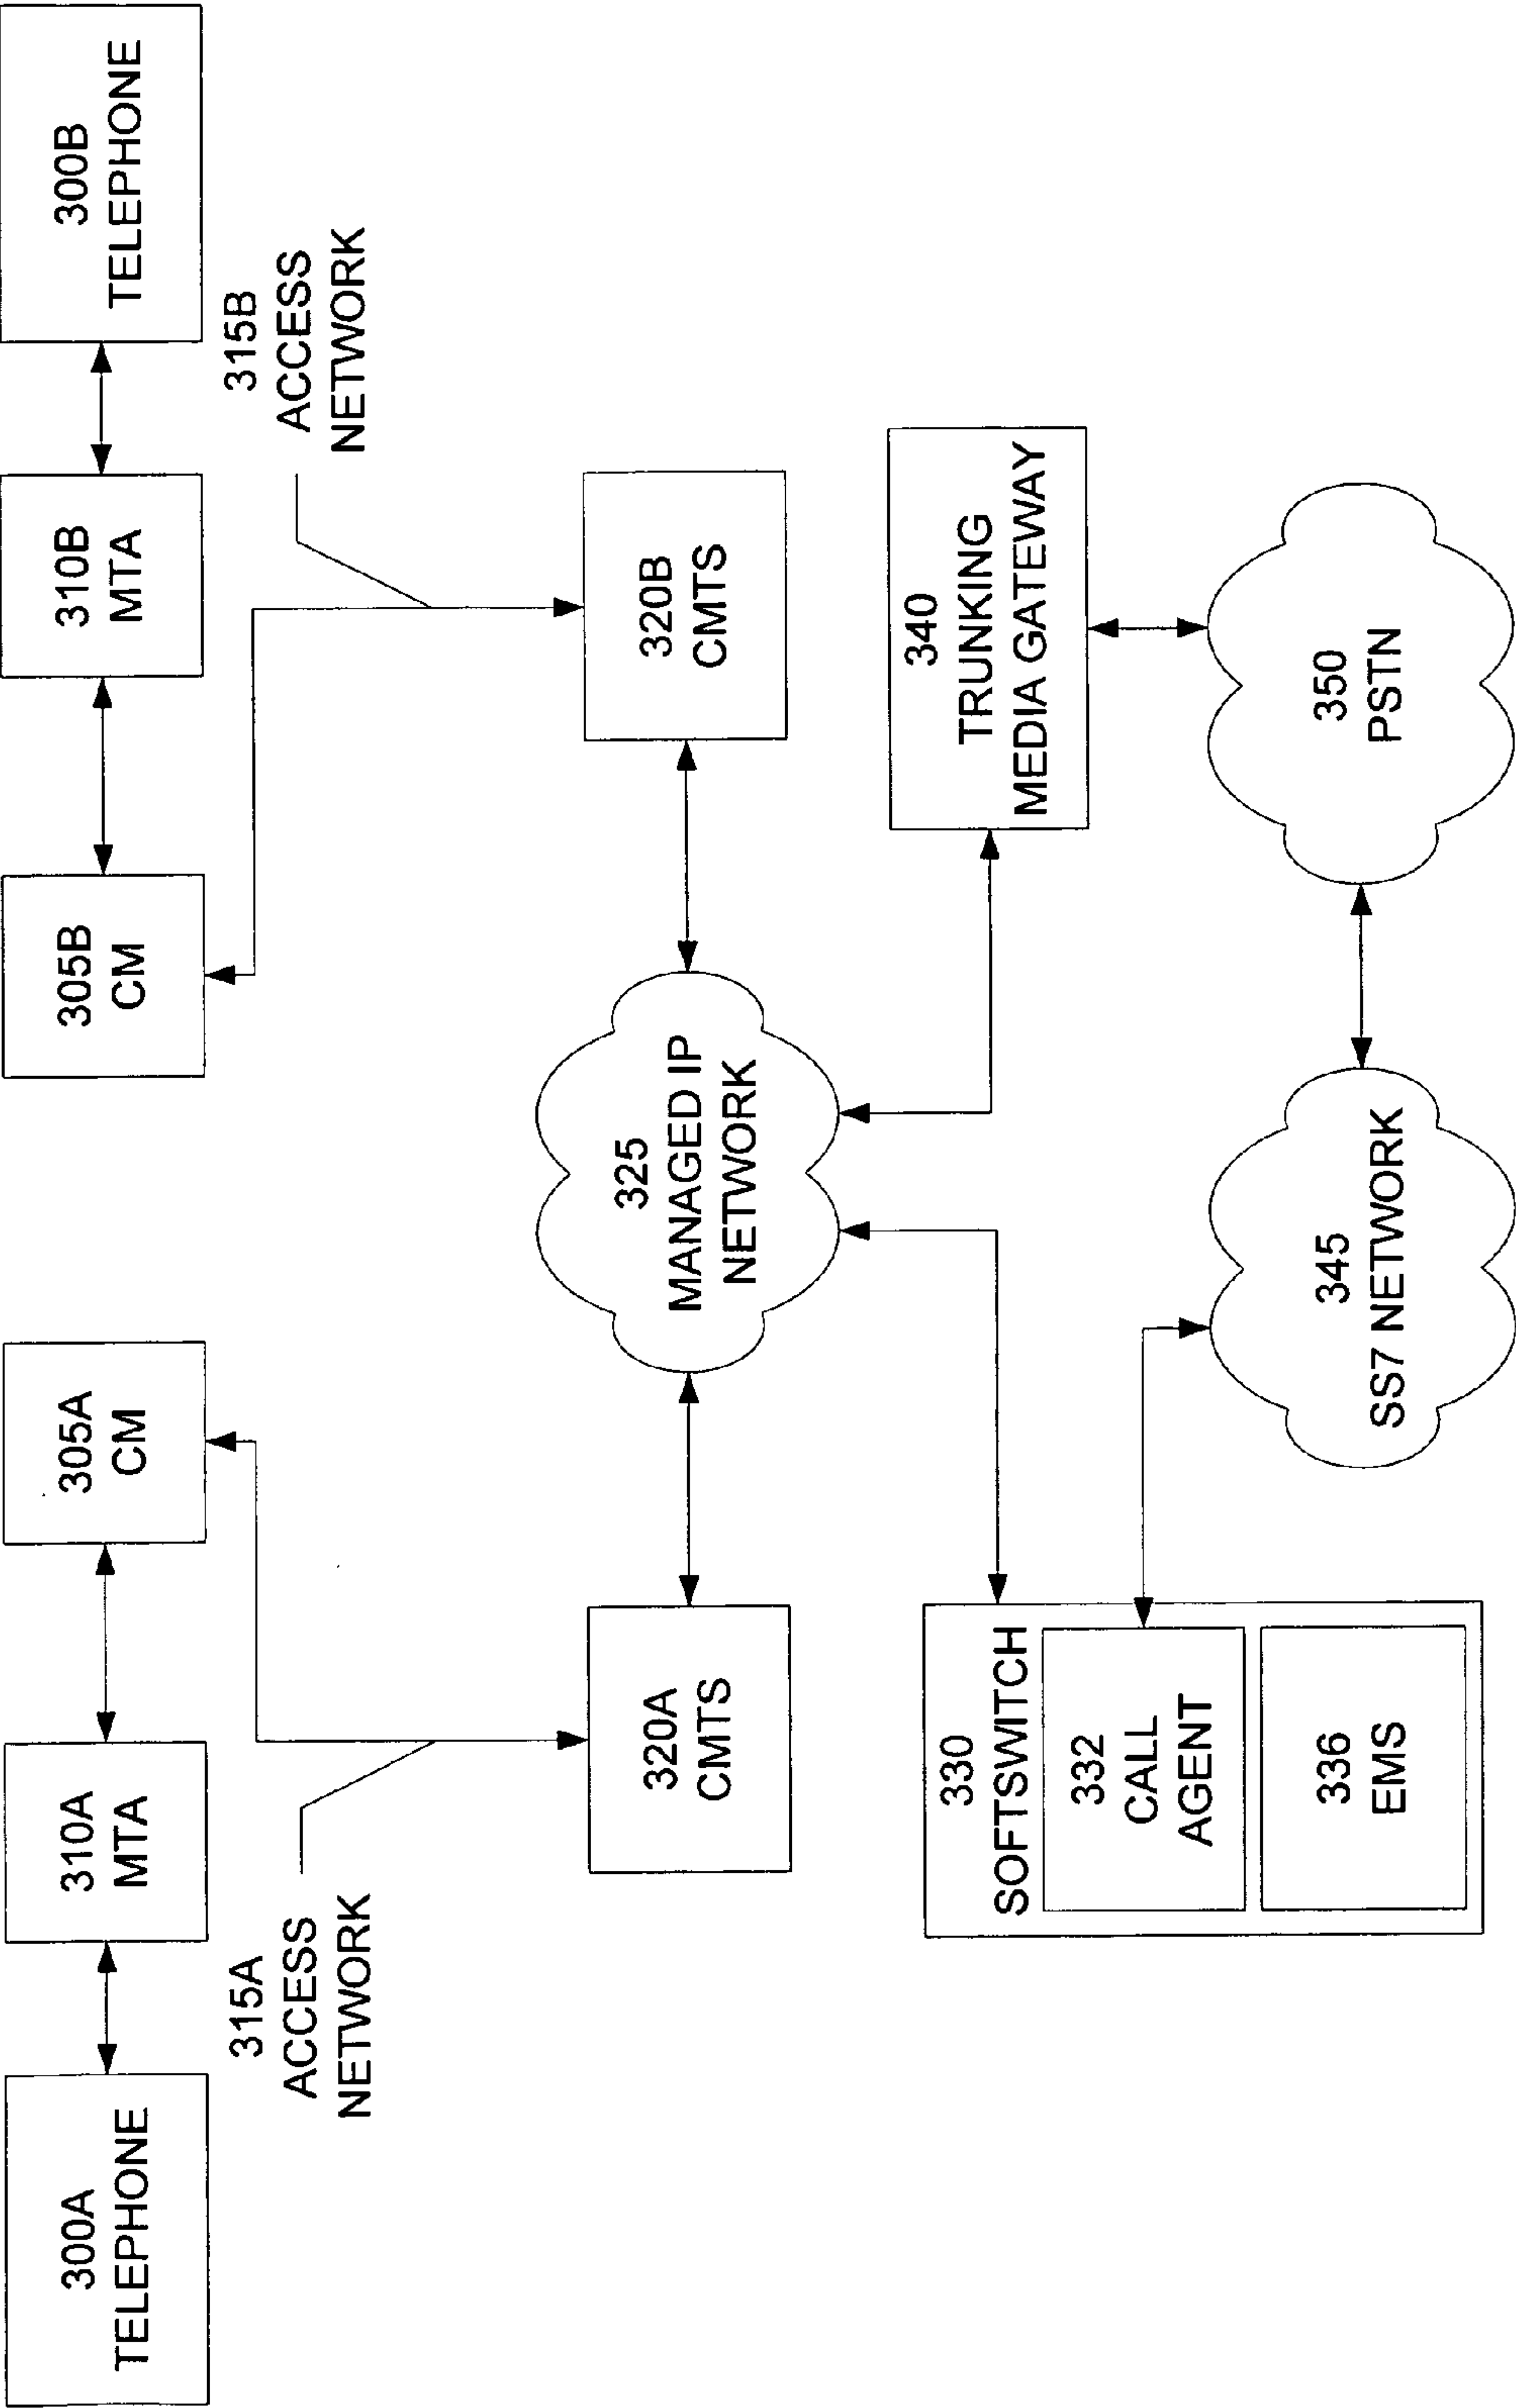 300A
TELEPHONE
310A
MTA
305A
CM
305B
CM
310B
MTA
300B
TELEPHONE
315A
ACCESS
NETWORK
315B
ACCESS
NETWORK
320A
CMTS
325
MANAGED IP
NETWORK
320B
CMTS
330
SOFTSWITCH
332
CALL
AGENT
336
EMS
340
TRUNKING
MEDIA GATEWAY
345
SS7 NETWORK
350
PSTN